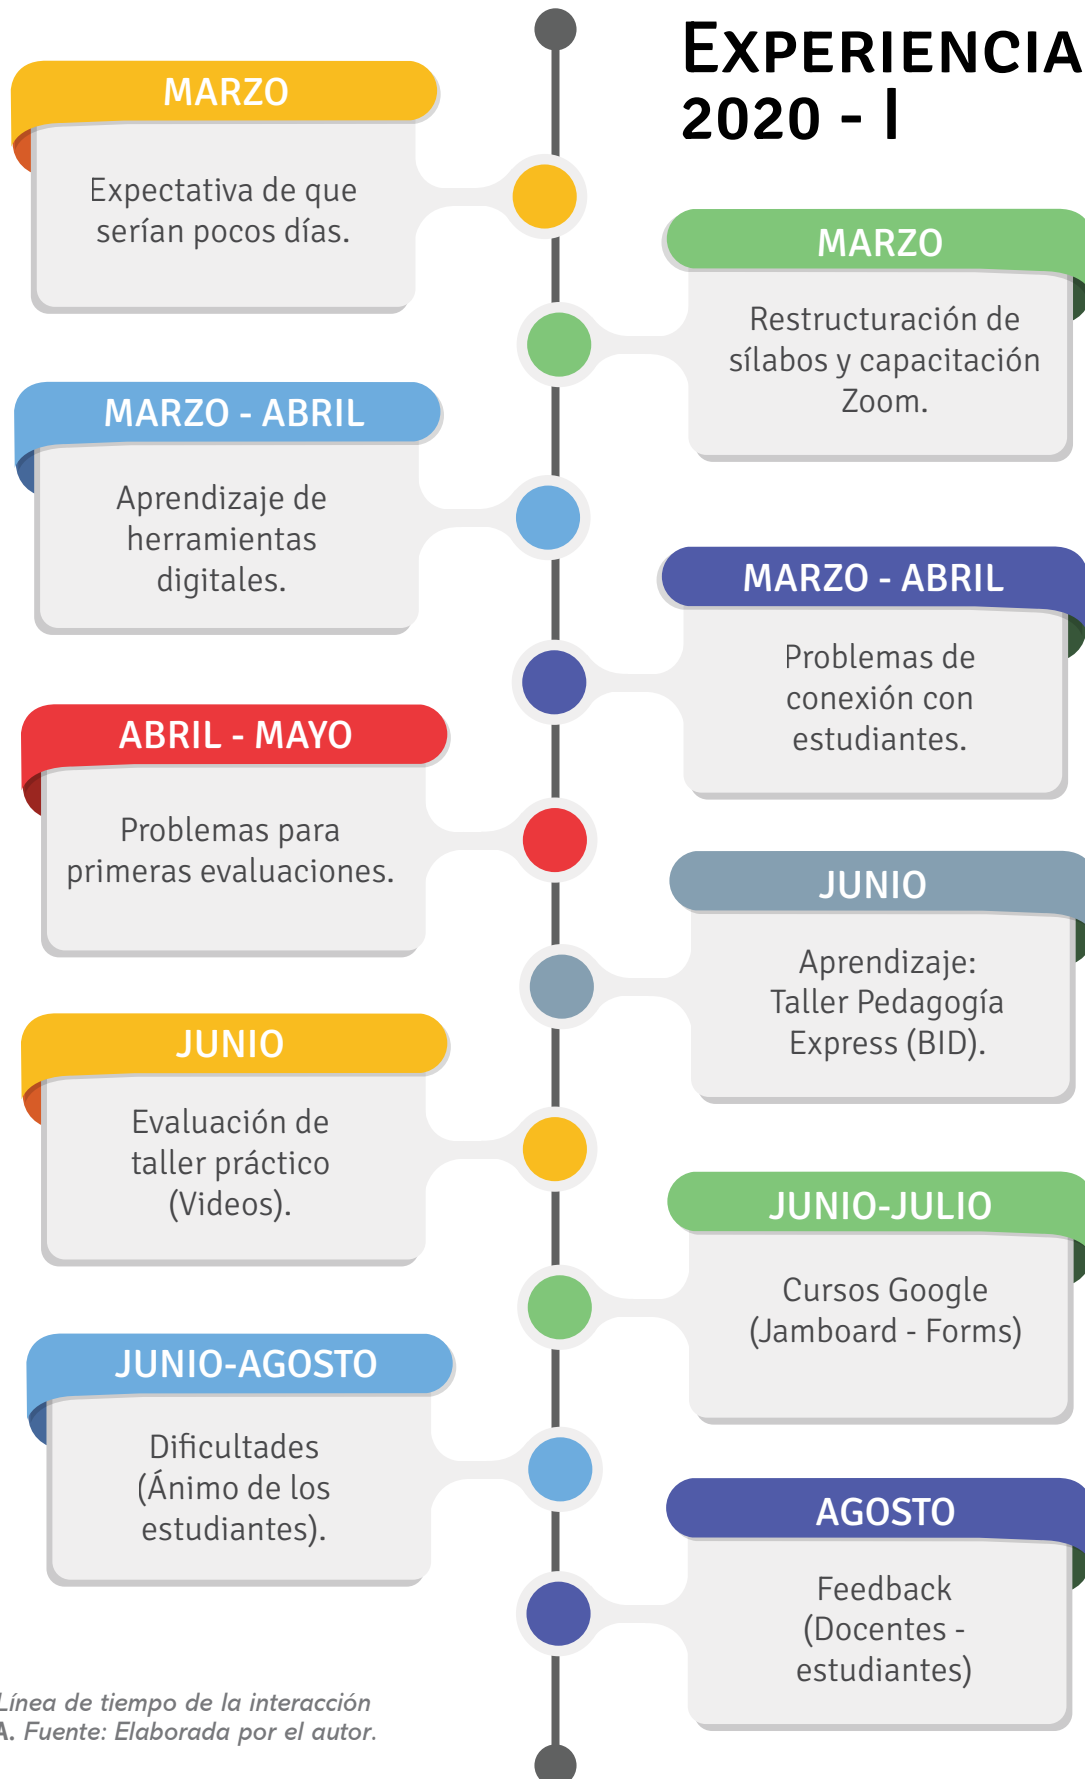 EXPERIENCIA
2020 - I
MARZO
Expectativa de que
serían pocos días.
MARZO
Restructuración de
sílabos y capacitación
Zoom.
MARZO - ABRIL
Aprendizaje de
herramientas
digitales.
MARZO - ABRIL
Problemas de
conexión con
estudiantes.
ABRIL - MAYO
Problemas para
primeras evaluaciones.
JUNIO
Aprendizaje:
Taller Pedagogía
Express (BID).
JUNIO
Evaluación de
taller práctico
(Videos).
JUNIO-JULIO
Cursos Google
(Jamboard - Forms)
JUNIO-AGOSTO
Dificultades
(Ánimo de los
estudiantes).
AGOSTO
Feedback
(Docentes -
estudiantes)
Línea de tiempo de la interacción
A. Fuente: Elaborada por el autor.